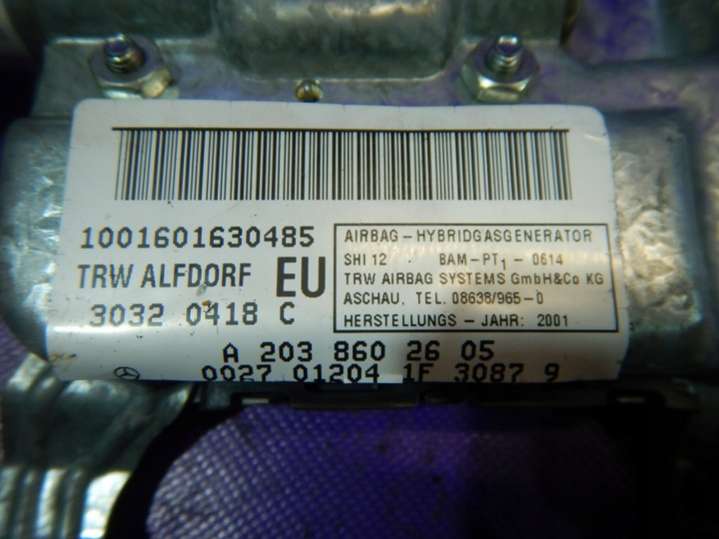 1001601630485
TRW ALFDORF EU
3032 0418 C
AIRBAG - HYBRIDGASGENERATOR
SHI 12 BAM - PT1 - 0614
TRW AIRBAG SYSTEMS GmbH&Co KG
ASCHAU, TEL. 08638/965-0
HERSTELLUNGS - JAHR: 2001
A 203 860 26 05
0027 01204 1F 3087 9